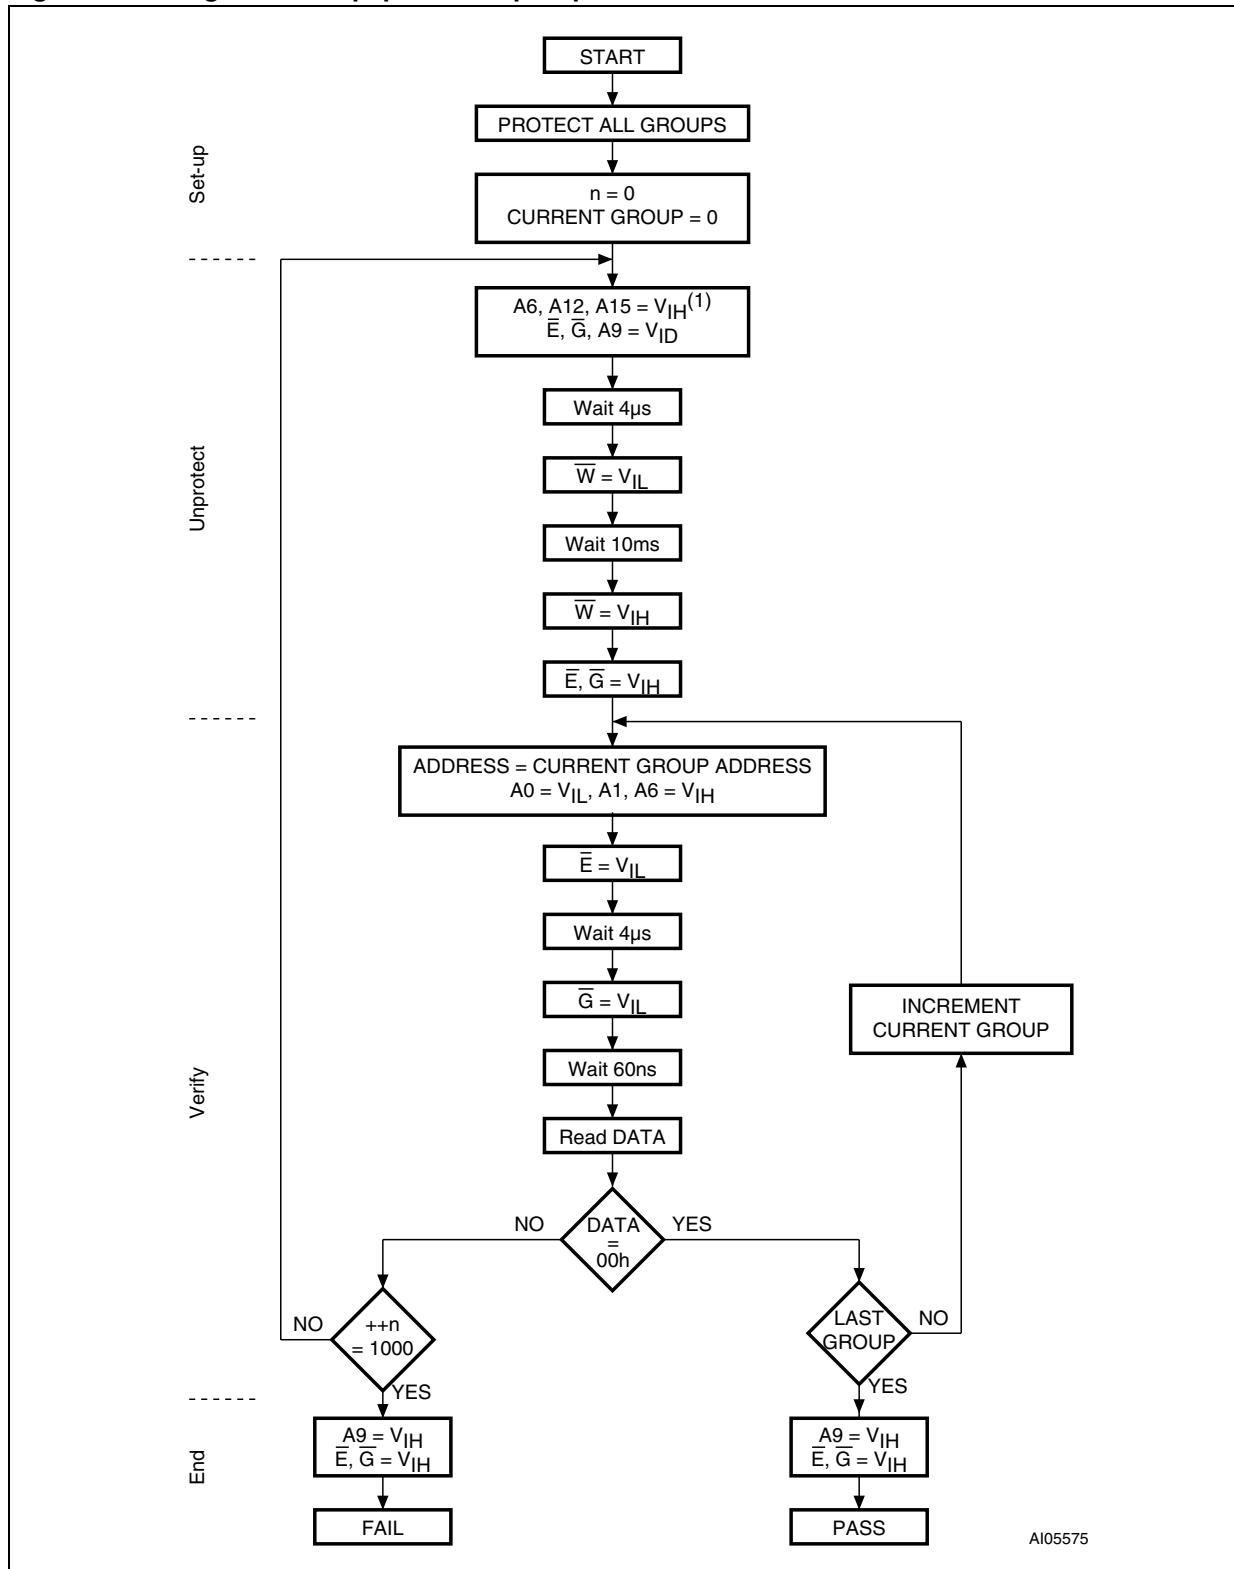 START
PROTECT ALL GROUPS
Set-up
n = 0
CURRENT GROUP = 0
A6, A12, A15 = VIH(1)
E̅, G̅, A9 = VID
Wait 4µs
Unprotect
W̅ = VIL
Wait 10ms
W̅ = VIH
E̅, G̅ = VIH
ADDRESS = CURRENT GROUP ADDRESS
A0 = VIL, A1, A6 = VIH
E̅ = VIL
Wait 4µs
G̅ = VIL
INCREMENT
CURRENT GROUP
Wait 60ns
Verify
Read DATA
NO
DATA
=
00h
YES
NO
++n
= 1000
YES
LAST
GROUP
NO
YES
End
A9 = VIH
E̅, G̅ = VIH
A9 = VIH
E̅, G̅ = VIH
FAIL
PASS
AI05575